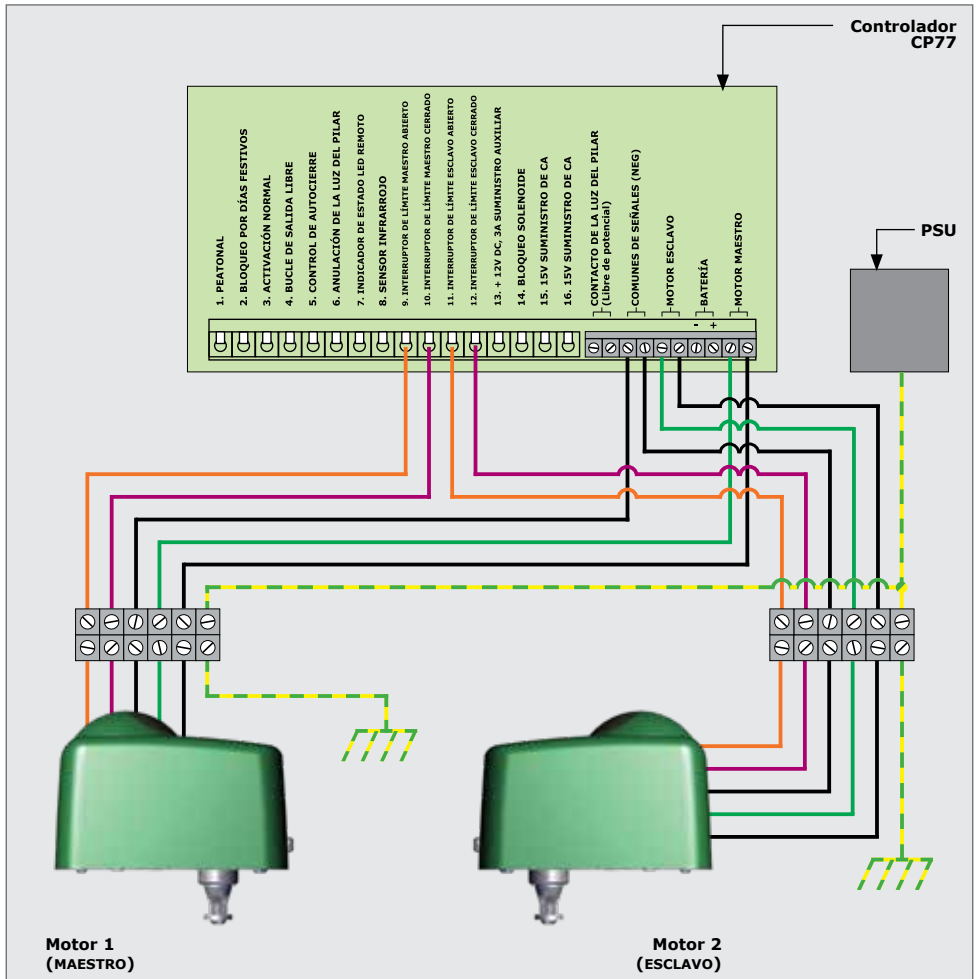 Controlador
CP77
1. PEATONAL
2. BLOQUEO POR DÍAS FESTIVOS
3. ACTIVACIÓN NORMAL
4. BUCLE DE SALIDA LIBRE
5. CONTROL DE AUTOCIERRE
6. ANULACIÓN DE LA LUZ DEL PILAR
7. INDICADOR DE ESTADO LED REMOTO
8. SENSOR INFRARROJO
9. INTERRUPTOR DE LÍMITE MAESTRO ABIERTO
10. INTERRUPTOR DE LÍMITE MAESTRO CERRADO
11. INTERRUPTOR DE LÍMITE ESCLAVO ABIERTO
12. INTERRUPTOR DE LÍMITE ESCLAVO CERRADO
13. + 12V DC, 3A SUMINISTRO AUXILIAR
14. BLOQUEO SOLENOIDE
15. 15V SUMINISTRO DE CA
16. 15V SUMINISTRO DE CA
CONTACTO DE LA LUZ DEL PILAR
(Libre de potencial)
COMUNES DE SEÑALES (NEG)
MOTOR ESCLAVO
BATERÍA
- +
MOTOR MAESTRO
PSU
Motor 1
(MAESTRO)
Motor 2
(ESCLAVO)